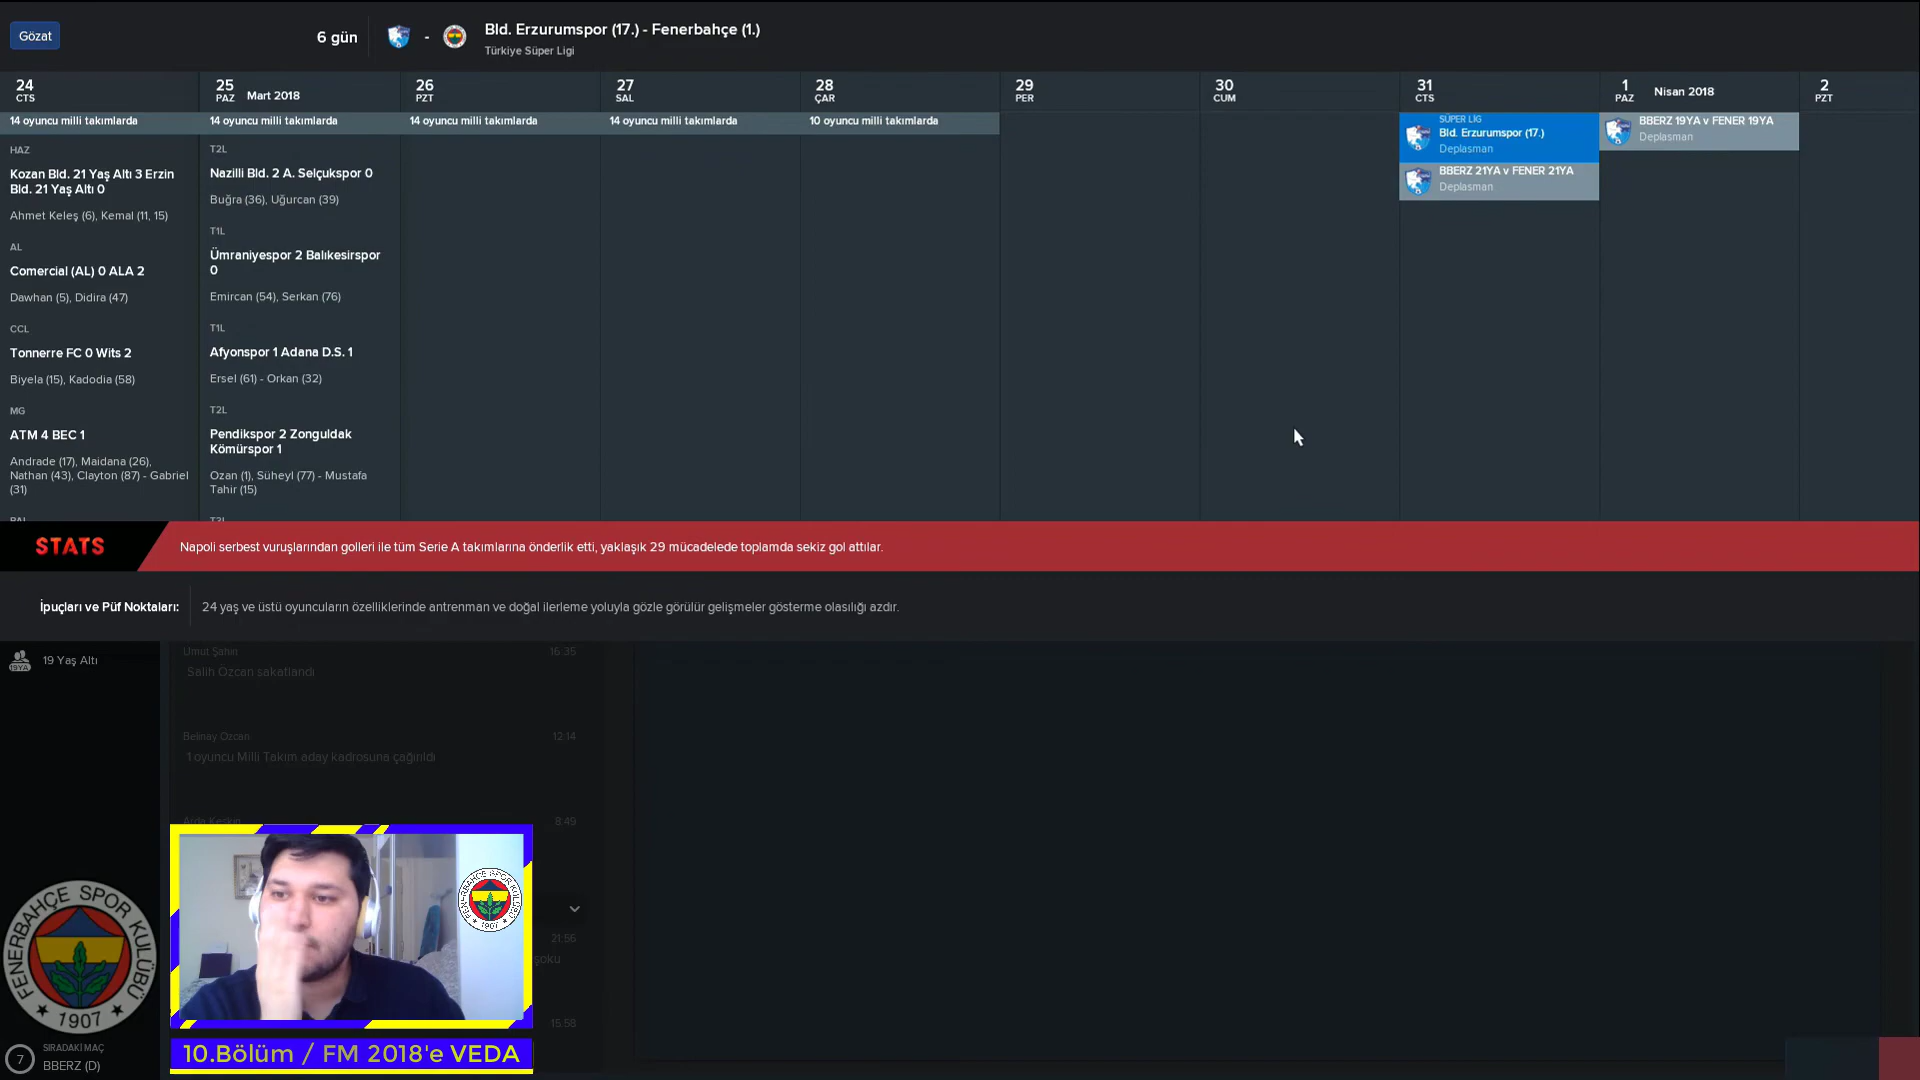 Gözat
6 gün
-
Bld. Erzurumspor (17.) - Fenerbahçe (1.)
Türkiye Süper Ligi
24
CTS
25
PAZ
Mart 2018
26
PZT
27
SAL
28
ÇAR
29
PER
30
CUM
31
CTS
1
PAZ
Nisan 2018
2
PZT
14 oyuncu milli takımlarda
14 oyuncu milli takımlarda
14 oyuncu milli takımlarda
14 oyuncu milli takımlarda
10 oyuncu milli takımlarda
SÜPER LİG
Bld. Erzurumspor (17.)
Deplasman
BBERZ 21YA v FENER 21YA
Deplasman
BBERZ 19YA v FENER 19YA
Deplasman
HAZ
Kozan Bld. 21 Yaş Altı 3 Erzin
Bld. 21 Yaş Altı 0
Ahmet Keleş (6), Kemal (11, 15)
AL
Comercial (AL) 0 ALA 2
Dawhan (5), Didira (47)
CCL
Tonnerre FC 0 Wits 2
Biyela (15), Kadodia (58)
MG
ATM 4 BEC 1
Andrade (17), Maidana (26),
Nathan (43), Clayton (87) - Gabriel
(31)
T2L
Nazilli Bld. 2 A. Selçukspor 0
Buğra (36), Uğurcan (39)
T1L
Ümraniyespor 2 Balıkesirspor
0
Emircan (54), Serkan (76)
T1L
Afyonspor 1 Adana D.S. 1
Ersel (61) - Orkan (32)
T2L
Pendikspor 2 Zonguldak
Kömürspor 1
Ozan (1), Süheyl (77) - Mustafa
Tahir (15)
STATS
Napoli serbest vuruşlarından golleri ile tüm Serie A takımlarına önderlik etti, yaklaşık 29 mücadelede toplamda sekiz gol attılar.
İpuçları ve Püf Noktaları:
24 yaş ve üstü oyuncuların özelliklerinde antrenman ve doğal ilerleme yoluyla gözle görülür gelişmeler gösterme olasılığı azdır.
19YA
19 Yaş Altı
Umut Şahin
16:35
Salih Özcan sakatlandı
Belinay Özcan
12:14
1 oyuncu Milli Takım aday kadrosuna çağırıldı
Arda Keskin
8:49
21:56
şoku
15:58
FENERBAHÇE SPOR KULÜBÜ
1907
FENERBAHÇE SPOR KULÜBÜ
1907
7
SIRADAKİ MAÇ
BBERZ (D)
10.Bölüm / FM 2018'e VEDA